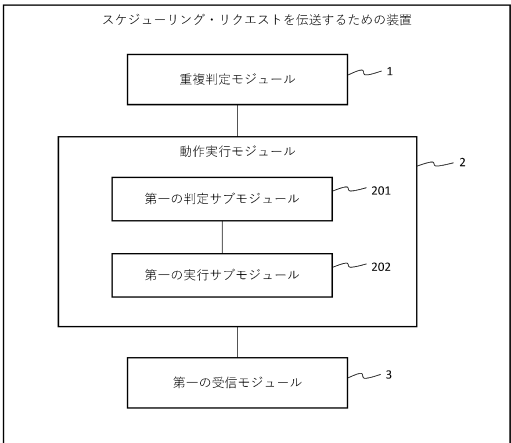 スケジューリング・リクエストを伝送するための装置
重複判定モジュール
1
動作実行モジュール
2
第一の判定サブモジュール
201
第一の実行サブモジュール
202
第一の受信モジュール
3